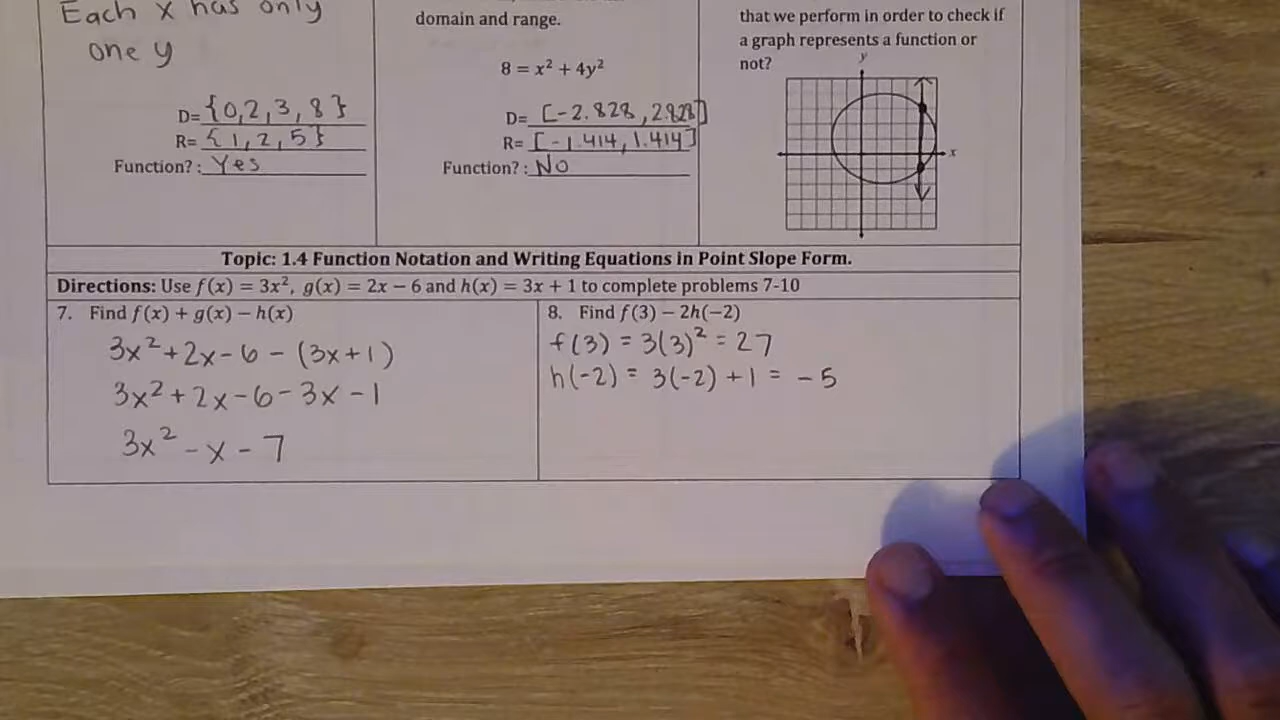 Each x has only
one y
D= {0,2,3,8}
R= {1,2,5}
Function? : Yes
domain and range.
8 = x² + 4y²
D= [-2.828,2.828]
R= [-1.414,1.414]
Function? : No
that we perform in order to check if
a graph represents a function or
not?
y
x
Topic: 1.4 Function Notation and Writing Equations in Point Slope Form.
Directions: Use f(x) = 3x², g(x) = 2x − 6 and h(x) = 3x + 1 to complete problems 7-10
7. Find f(x) + g(x) − h(x)
3x²+2x-6-(3x+1)
3x²+2x-6-3x-1
3x²-x-7
8. Find f(3) − 2h(−2)
f(3) = 3(3)² = 27
h(-2) = 3(-2)+1 = -5